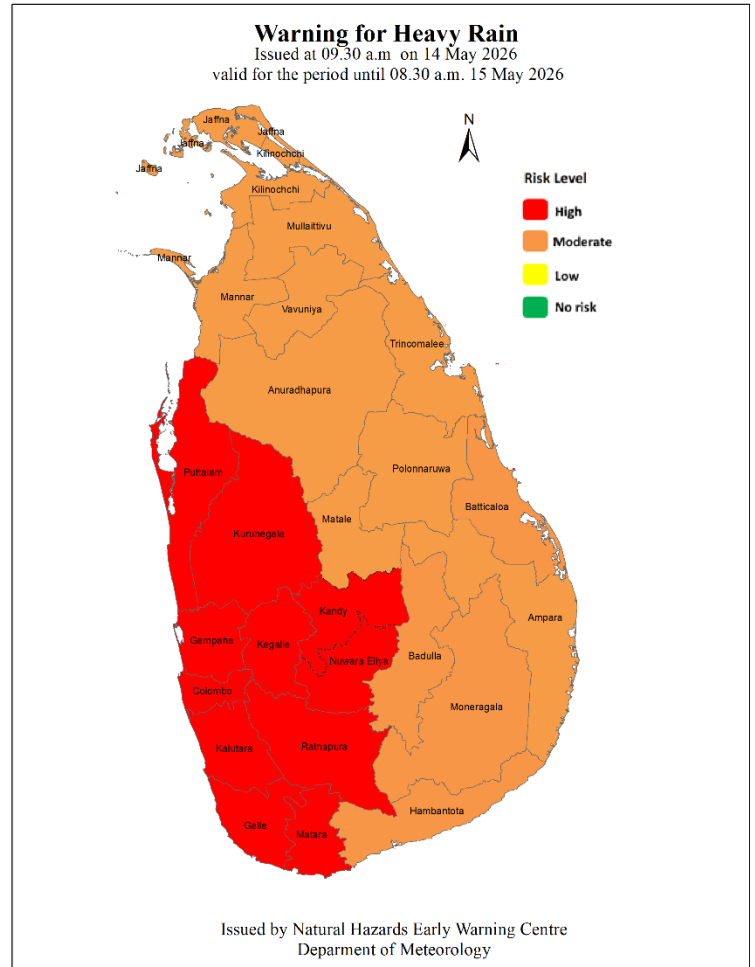 Warning for Heavy Rain
Issued at 09.30 a.m on 14 May 2026
valid for the period until 08.30 a.m. 15 May 2026
N
Risk Level
High
Moderate
Low
No risk
Jaffna
Jaffna
Jaffna
Kilinochchi
Jaffna
Kilinochchi
Mullaittivu
Mannar
Mannar
Vavuniya
Trincomalee
Anuradhapura
Polonnaruwa
Puttalam
Batticaloa
Matale
Kurunegala
Kandy
Ampara
Gampaha
Kegalle
Nuwara Eliya
Badulla
Colombo
Moneragala
Kalutara
Ratnapura
Hambantota
Galle
Matara
Issued by Natural Hazards Early Warning Centre
Deparment of Meteorology